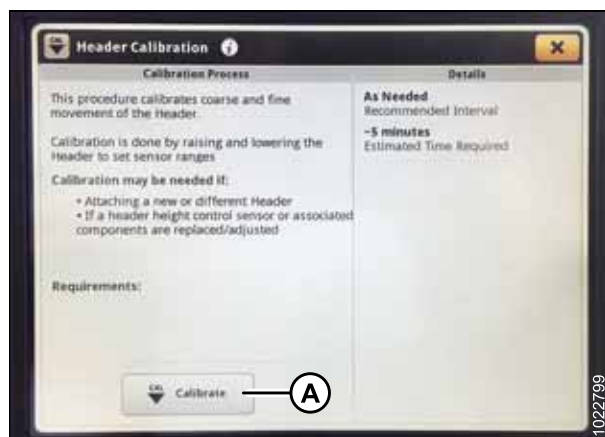 CAL
Header Calibration i
Calibration Process
This procedure calibrates coarse and fine
movement of the Header.
Calibration is done by raising and lowering the
Header to set sensor ranges
Calibration may be needed if:
• Attaching a new or different Header
• If a header height control sensor or associated
components are replaced/adjusted
Requirements:
CAL Calibrate
A
Details
As Needed
Recommended Interval
~5 minutes
Estimated Time Required
1022799